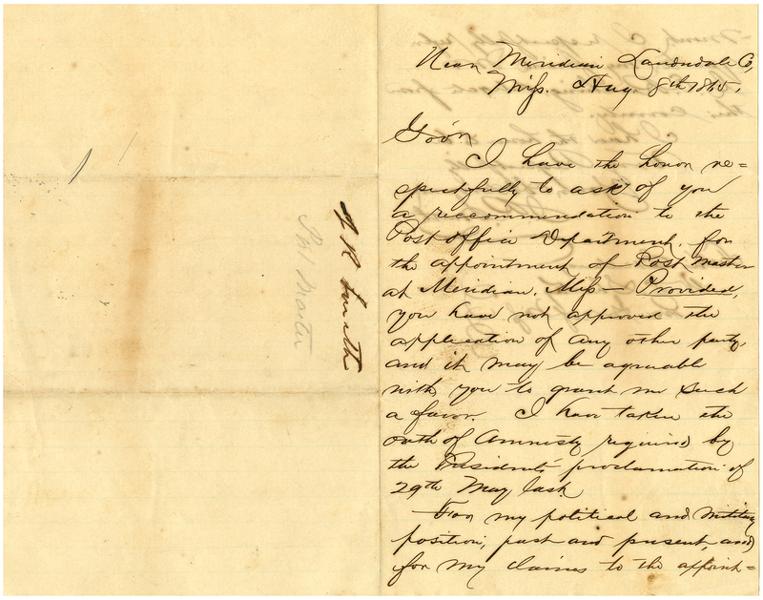 Near Meridian Lauderdale Co,
Miss. Aug 8th 1865.
Gov'r
I have the honor re=
spectfully to ask of you
a reccommendation to the
Post office Department, for
the appointment of Post Master
at Meridian, Miss — Provided,
you have not approved the
application of any other party,
and it may be agreeable
with you to grant me such
a favor. I have taken the
oath of Amnesty required by
the President's proclamation of
29th May last.
For my political and military
position, past and present, and
for my claims to the appoint=
A R Smith
Post Master